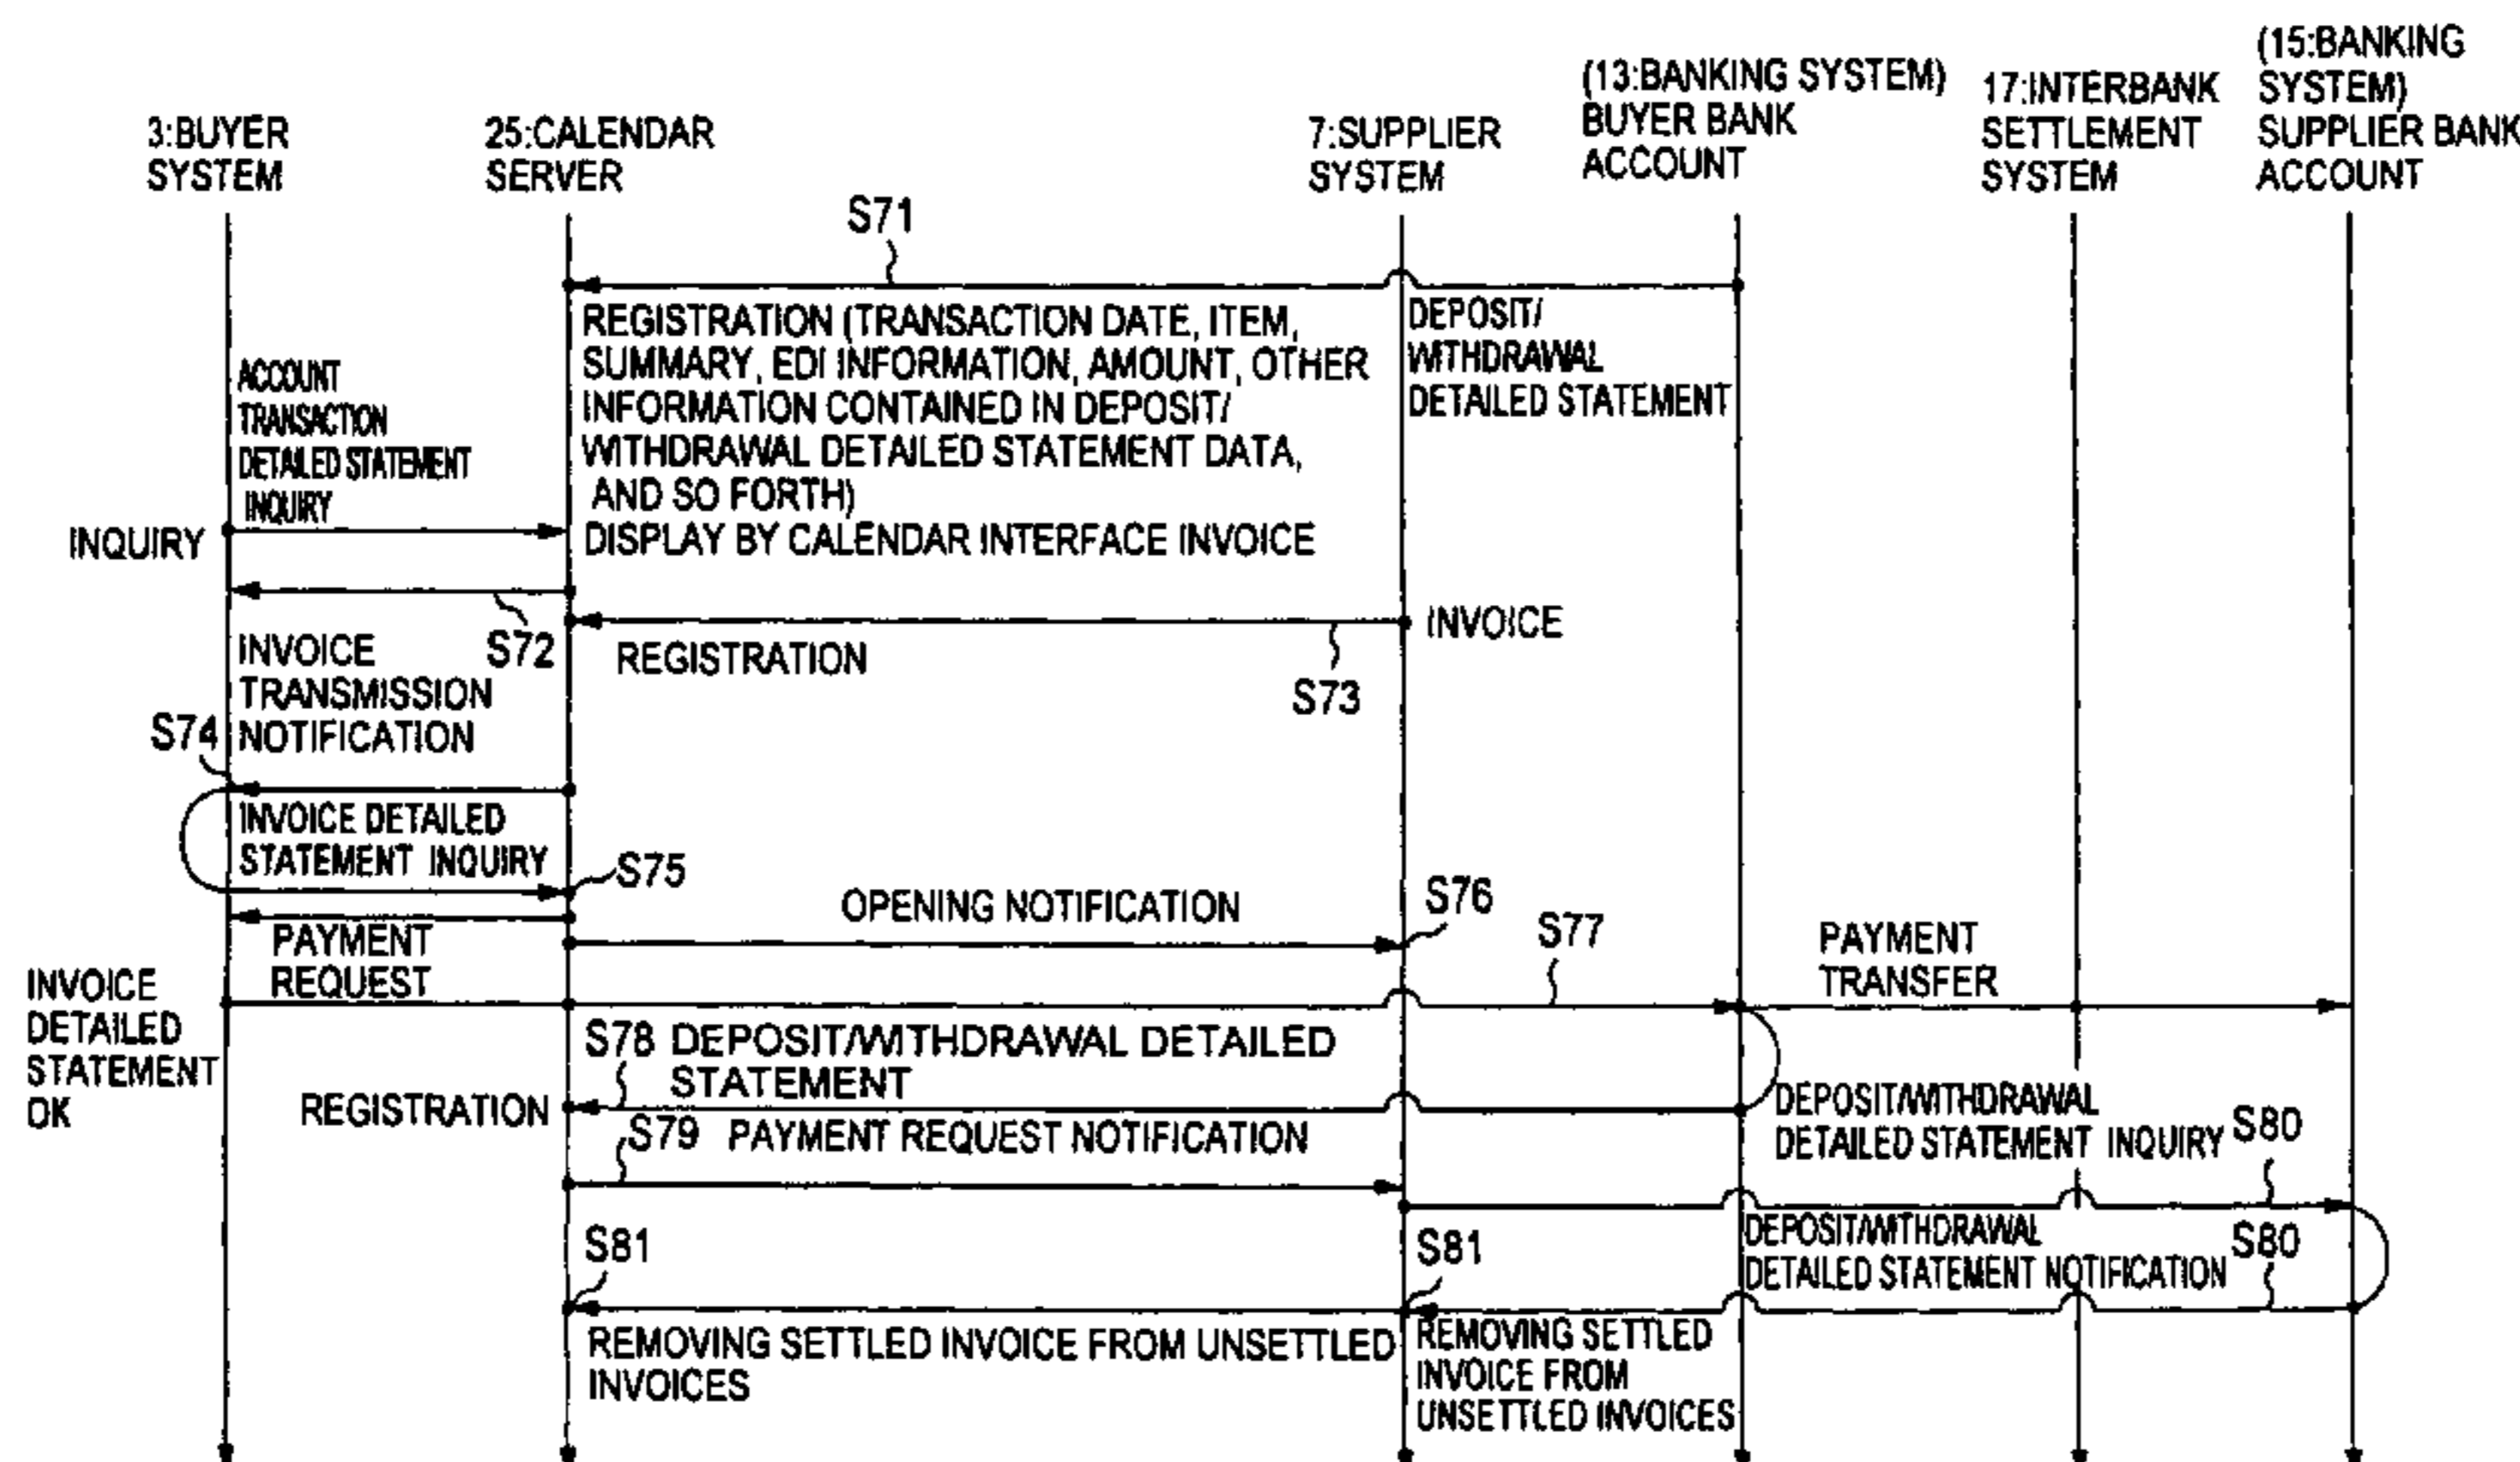 3:BUYER
SYSTEM
25:CALENDAR
SERVER
7:SUPPLIER
SYSTEM
(13:BANKING SYSTEM)
BUYER BANK
ACCOUNT
17:INTERBANK
SETTLEMENT
SYSTEM
(15:BANKING
SYSTEM)
SUPPLIER BANK
ACCOUNT
S71
REGISTRATION (TRANSACTION DATE, ITEM,
SUMMARY, EDI INFORMATION, AMOUNT, OTHER
INFORMATION CONTAINED IN DEPOSIT/
WITHDRAWAL DETAILED STATEMENT DATA,
AND SO FORTH)
DISPLAY BY CALENDAR INTERFACE INVOICE
DEPOSIT/
WITHDRAWAL
DETAILED STATEMENT
ACCOUNT
TRANSACTION
DETAILED STATEMENT
INQUIRY
INQUIRY
S72
INVOICE
REGISTRATION
S73
INVOICE
TRANSMISSION
NOTIFICATION
S74
INVOICE DETAILED
STATEMENT INQUIRY
S75
OPENING NOTIFICATION
S76
PAYMENT
REQUEST
S77
PAYMENT
TRANSFER
INVOICE
DETAILED
STATEMENT
OK
S78 DEPOSIT/WITHDRAWAL DETAILED
STATEMENT
REGISTRATION
DEPOSIT/WITHDRAWAL
DETAILED STATEMENT INQUIRY
S80
S79 PAYMENT REQUEST NOTIFICATION
DEPOSIT/WITHDRAWAL
DETAILED STATEMENT NOTIFICATION
S80
S81
S81
REMOVING SETTLED INVOICE FROM UNSETTLED
INVOICES
REMOVING SETTLED
INVOICE FROM
UNSETTLED INVOICES